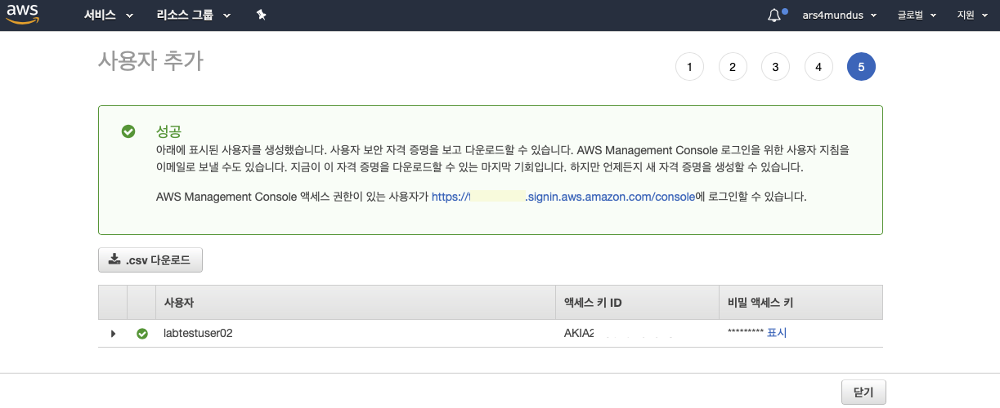 aws 서비스 리소스 그룹 ars4mundus 글로벌 지원
사용자 추가 1 2 3 4 5
성공
아래에 표시된 사용자를 생성했습니다. 사용자 보안 자격 증명을 보고 다운로드할 수 있습니다. AWS Management Console 로그인을 위한 사용자 지침을
이메일로 보낼 수도 있습니다. 지금이 이 자격 증명을 다운로드할 수 있는 마지막 기회입니다. 하지만 언제든지 새 자격 증명을 생성할 수 있습니다.
AWS Management Console 액세스 권한이 있는 사용자가 https:// .signin.aws.amazon.com/console에 로그인할 수 있습니다.
.csv 다운로드
사용자 액세스 키 ID 비밀 액세스 키
labtestuser02 AKIA2 ********* 표시
닫기